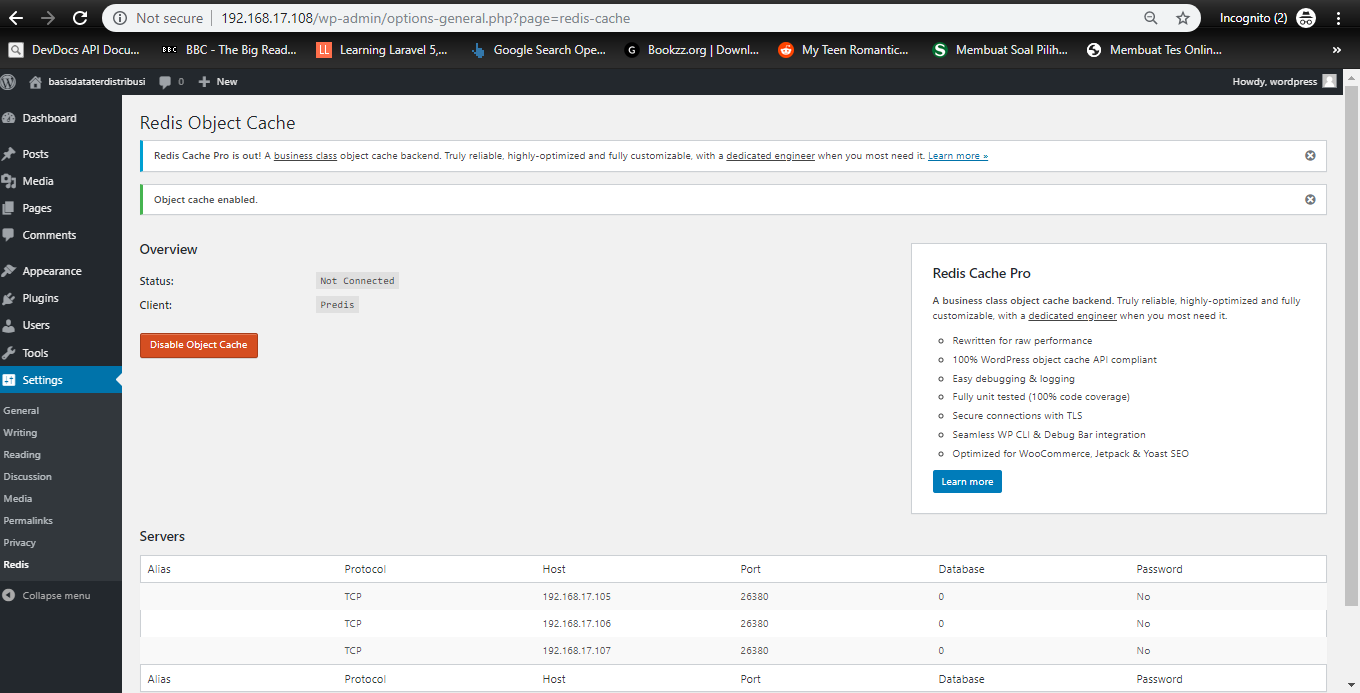 Not secure | 192.168.17.108/wp-admin/options-general.php?page=redis-cache Incognito (2)
DevDocs API Docu... BBC BBC - The Big Read... LL Learning Laravel 5,... Google Search Ope... G Bookzz.org | Downl... My Teen Romantic... S Membuat Soal Pilih... Membuat Tes Onlin... »
basisdataterdistribusi 0 + New Howdy, wordpress
Dashboard
Posts
Media
Pages
Comments
Appearance
Plugins
Users
Tools
Settings
General
Writing
Reading
Discussion
Media
Permalinks
Privacy
Redis
Collapse menu
Redis Object Cache
Redis Cache Pro is out! A business class object cache backend. Truly reliable, highly-optimized and fully customizable, with a dedicated engineer when you most need it. Learn more »
Object cache enabled.
Overview
Status: Not Connected
Client: Predis
Disable Object Cache
Redis Cache Pro
A business class object cache backend. Truly reliable, highly-optimized and fully
customizable, with a dedicated engineer when you most need it.
Rewritten for raw performance
100% WordPress object cache API compliant
Easy debugging & logging
Fully unit tested (100% code coverage)
Secure connections with TLS
Seamless WP CLI & Debug Bar integration
Optimized for WooCommerce, Jetpack & Yoast SEO
Learn more
Servers
Alias Protocol Host Port Database Password
TCP 192.168.17.105 26380 0 No
TCP 192.168.17.106 26380 0 No
TCP 192.168.17.107 26380 0 No
Alias Protocol Host Port Database Password